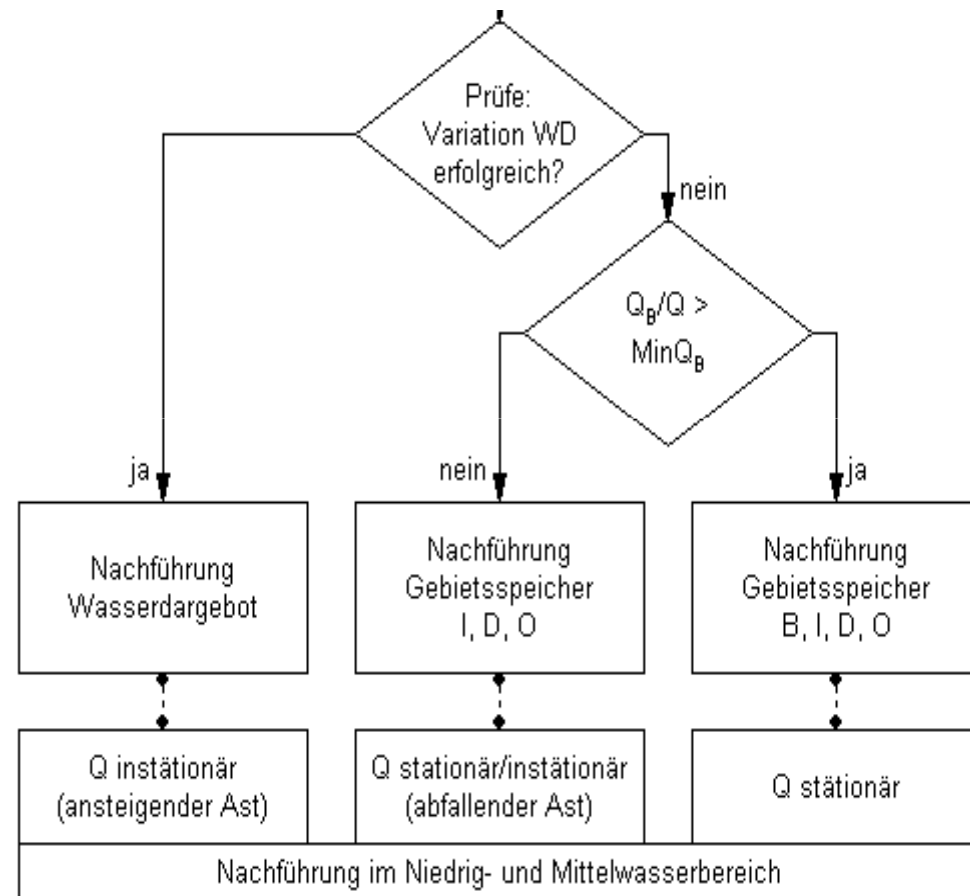 Prüfe:
Variation WD
erfolgreich?
nein
Q_B/Q >
MinQ_B
ja
nein
ja
Nachführung
Wasserdargebot
Nachführung
Gebietsspeicher
I, D, O
Nachführung
Gebietsspeicher
B, I, D, O
Q instätionär
(ansteigender Ast)
Q stationär/instätionär
(abfallender Ast)
Q stätionär
Nachführung im Niedrig- und Mittelwasserbereich